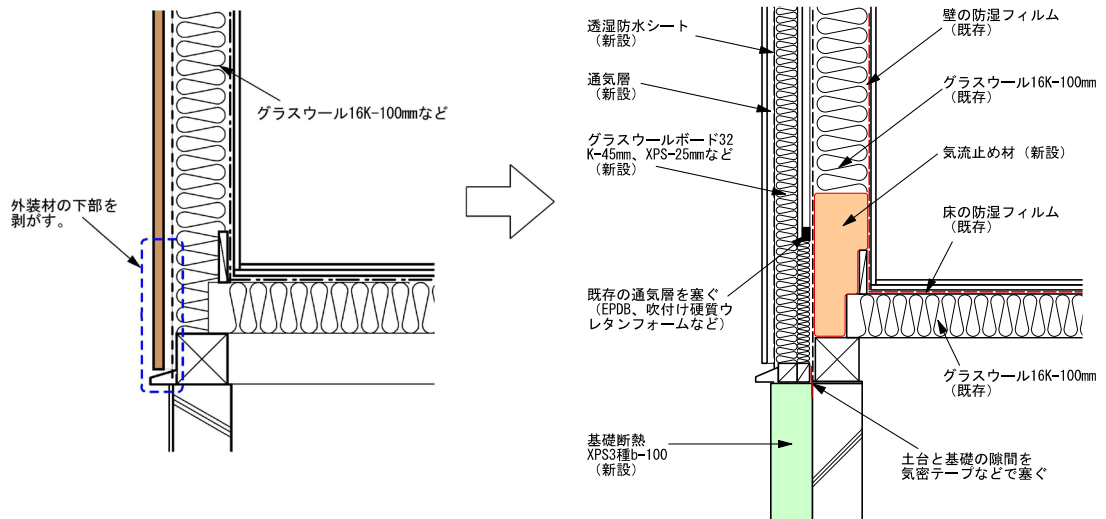 グラスウール16K-100mmなど
外装材の下部を
剥がす。
透湿防水シート
（新設）
通気層
（新設）
グラスウールボード32
K-45mm、XPS-25mmなど
（新設）
既存の通気層を塞ぐ
（EPDB、吹付け硬質ウ
レタンフォームなど）
基礎断熱
XPS3種b-100
（新設）
壁の防湿フィルム
（既存）
グラスウール16K-100mm
（既存）
気流止め材（新設）
床の防湿フィルム
（既存）
グラスウール16K-100mm
（既存）
土台と基礎の隙間を
気密テープなどで塞ぐ